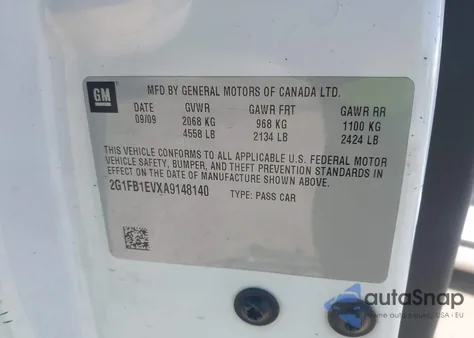 GM
MFD BY GENERAL MOTORS OF CANADA LTD.
DATE GVWR GAWR FRT GAWR RR
09/09 2068 KG 968 KG 1100 KG
4558 LB 2134 LB 2424 LB
THIS VEHICLE CONFORMS TO ALL APPLICABLE U.S. FEDERAL MOTOR
VEHICLE SAFETY, BUMPER, AND THEFT PREVENTION STANDARDS IN
EFFECT ON THE DATE OF MANUFACTURE SHOWN ABOVE.
2G1FB1EVXA9148140 TYPE: PASS CAR
autoSnap
USA i EU